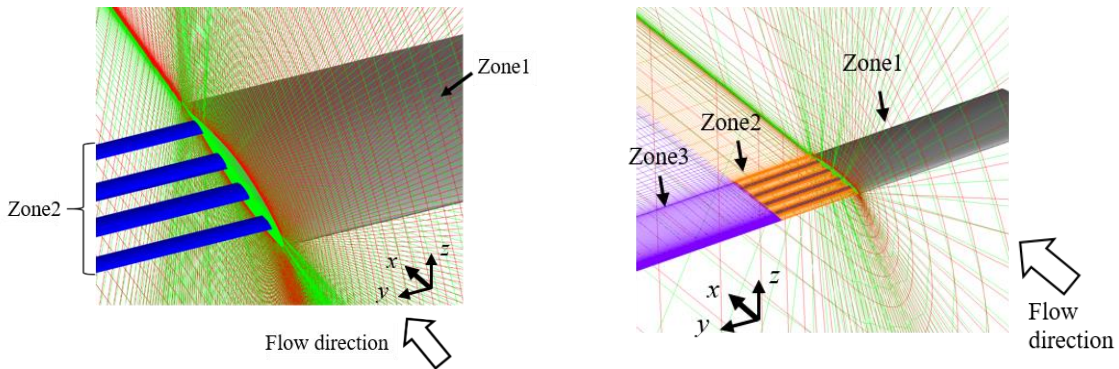 Zone1
Zone2
x
z
y
Flow direction
Zone1
Zone2
Zone3
x
z
y
Flow
direction